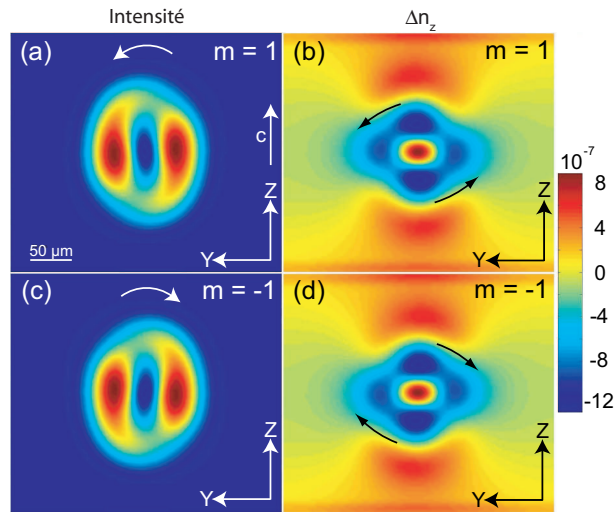 Intensité
Δn_z
(a)
m = 1
c
Z
50 µm
Y
(b)
m = 1
Z
Y
(c)
m = -1
Z
Y
(d)
m = -1
Z
Y
10⁻⁷
8
4
0
-4
-8
-12